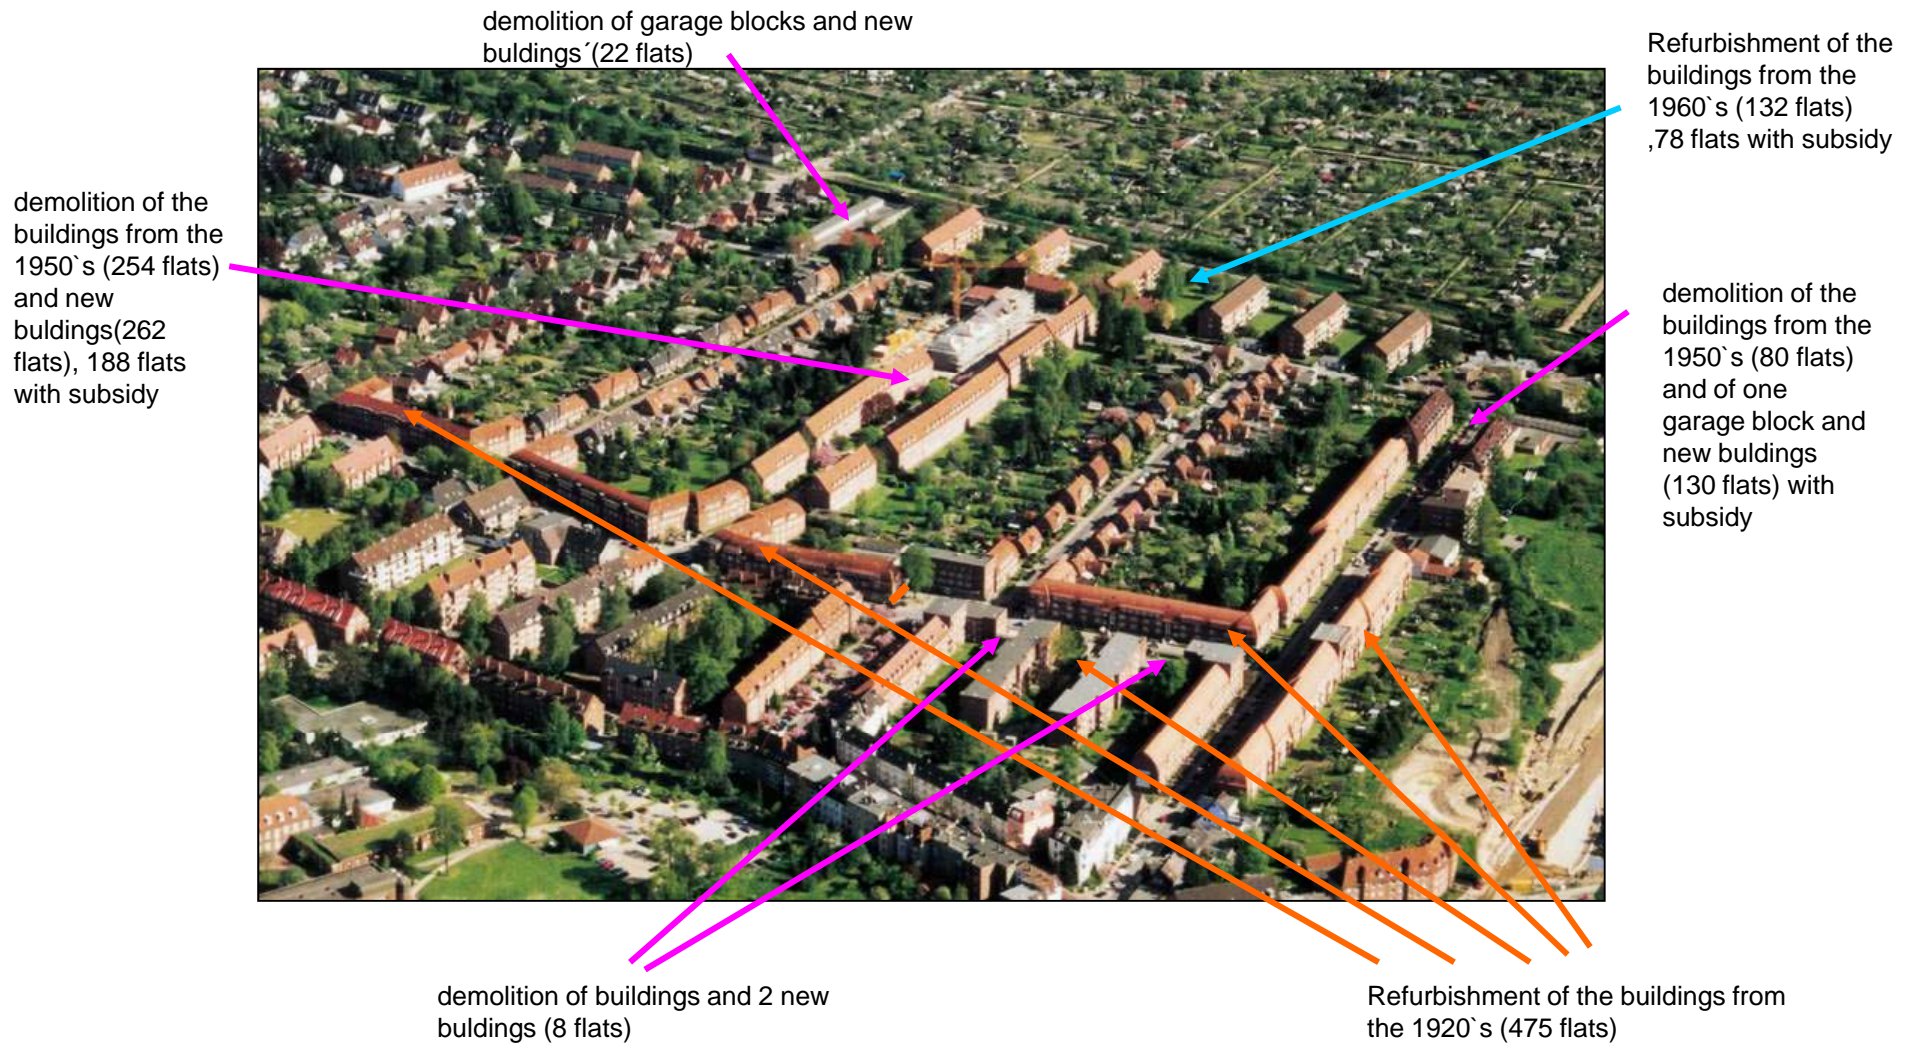 demolition of garage blocks and new
buldings´(22 flats)
Refurbishment of the
buildings from the
1960`s (132 flats)
,78 flats with subsidy
demolition of the
buildings from the
1950`s (254 flats)
and new
buldings(262
flats), 188 flats
with subsidy
demolition of the
buildings from the
1950`s (80 flats)
and of one
garage block and
new buldings
(130 flats) with
subsidy
demolition of buildings and 2 new
buldings (8 flats)
Refurbishment of the buildings from
the 1920`s (475 flats)